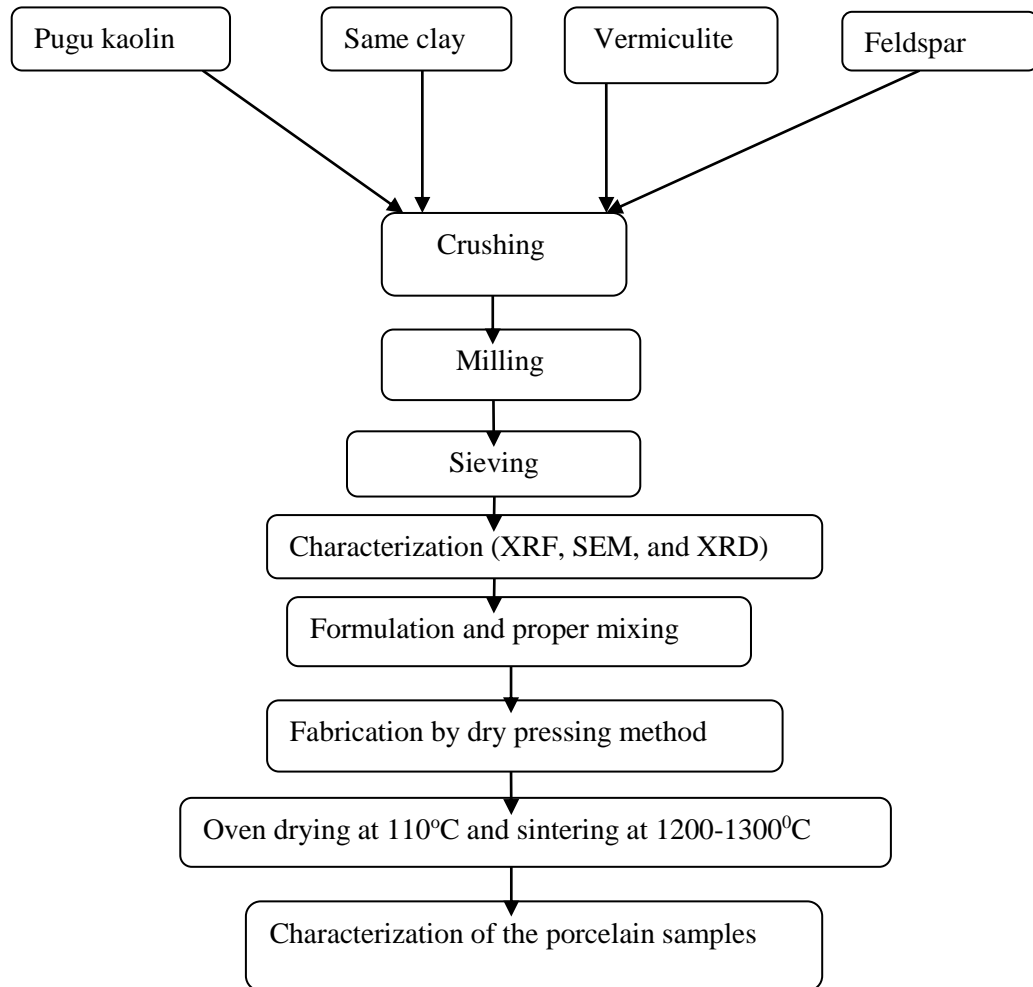 Pugu kaolin
Same clay
Vermiculite
Feldspar
Crushing
Milling
Sieving
Characterization (XRF, SEM, and XRD)
Formulation and proper mixing
Fabrication by dry pressing method
Oven drying at 110°C and sintering at 1200-1300⁰C
Characterization of the porcelain samples